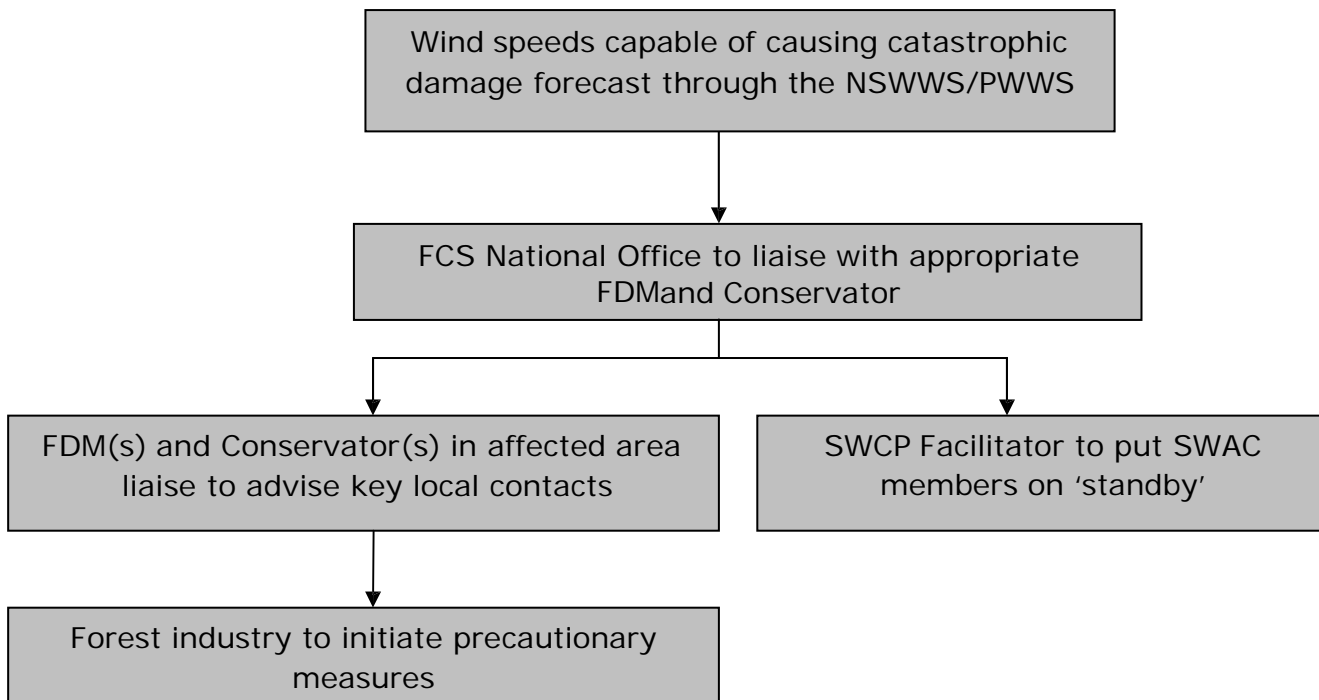 Wind speeds capable of causing catastrophic
damage forecast through the NSWWS/PWWS
FCS National Office to liaise with appropriate
FDMand Conservator
FDM(s) and Conservator(s) in affected area
liaise to advise key local contacts
SWCP Facilitator to put SWAC
members on ‘standby’
Forest industry to initiate precautionary
measures